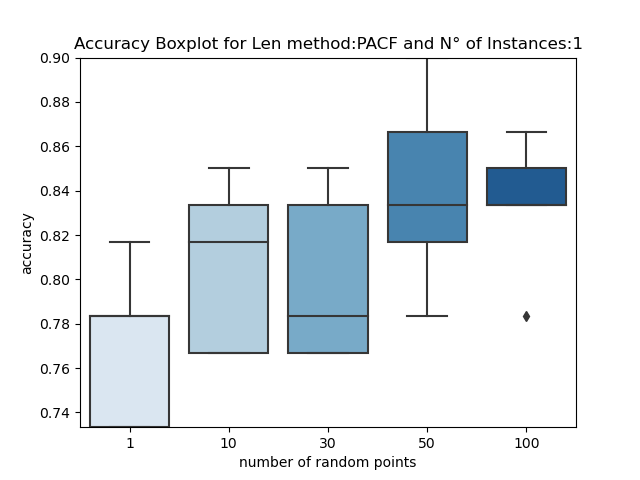 Accuracy Boxplot for Len method:PACF and N° of Instances:1
0.90
0.88
0.86
0.84
0.82
0.80
0.78
0.76
0.74
accuracy
1 10 30 50 100
number of random points